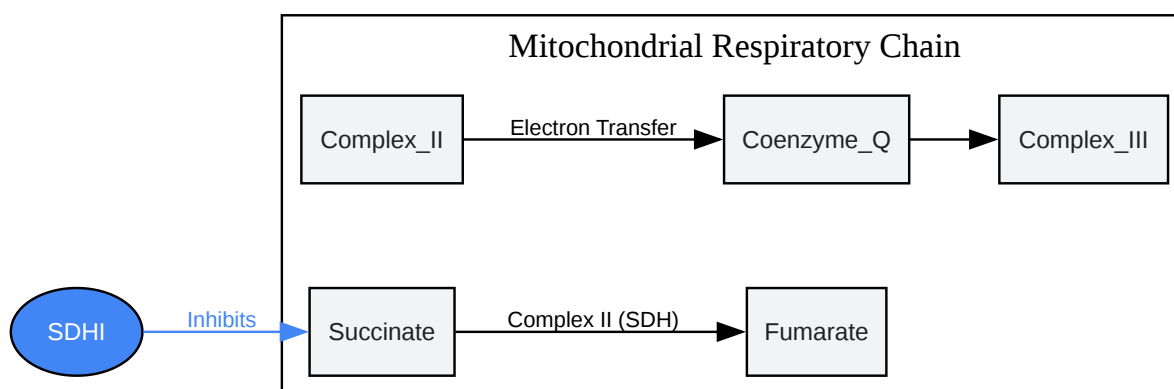 Mitochondrial Respiratory Chain
Complex_II
Electron Transfer
Coenzyme_Q
Complex_III
SDHI
Inhibits
Succinate
Complex II (SDH)
Fumarate